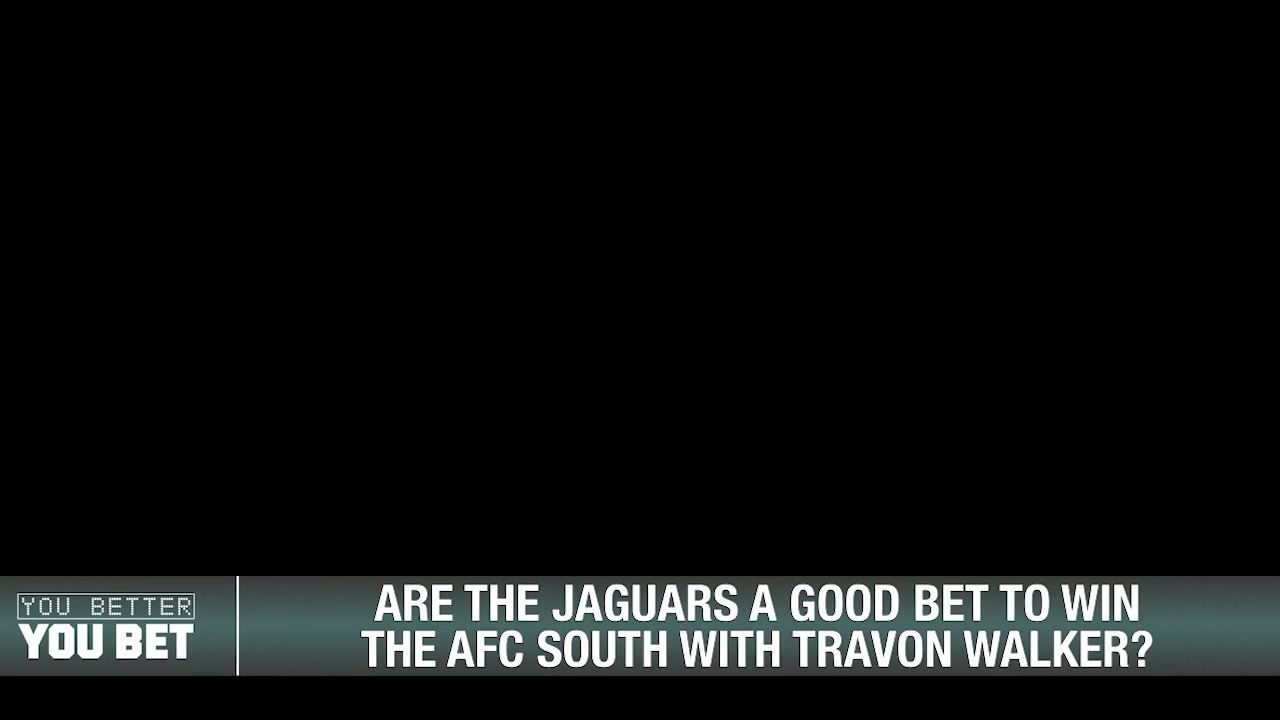 YOU BETTER
YOU BET
ARE THE JAGUARS A GOOD BET TO WIN
THE AFC SOUTH WITH TRAVON WALKER?